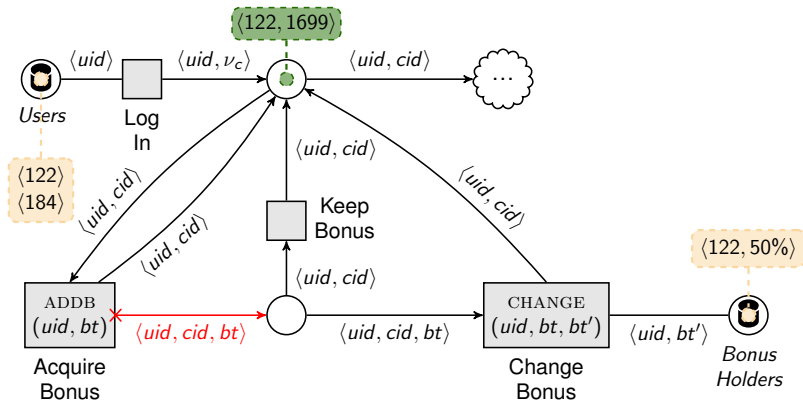 ⟨122, 1699⟩
⟨uid⟩
⟨uid, ν_c⟩
⟨uid, cid⟩
...
Users
Log
In
⟨122⟩
⟨184⟩
⟨uid, cid⟩
⟨uid, cid⟩
⟨uid, cid⟩
⟨uid, cid⟩
Keep
Bonus
⟨uid, cid⟩
⟨122, 50%⟩
ADDB
(uid, bt)
⟨uid, cid, bt⟩
⟨uid, cid, bt⟩
CHANGE
(uid, bt, bt′)
⟨uid, bt′⟩
Acquire
Bonus
Change
Bonus
Bonus
Holders